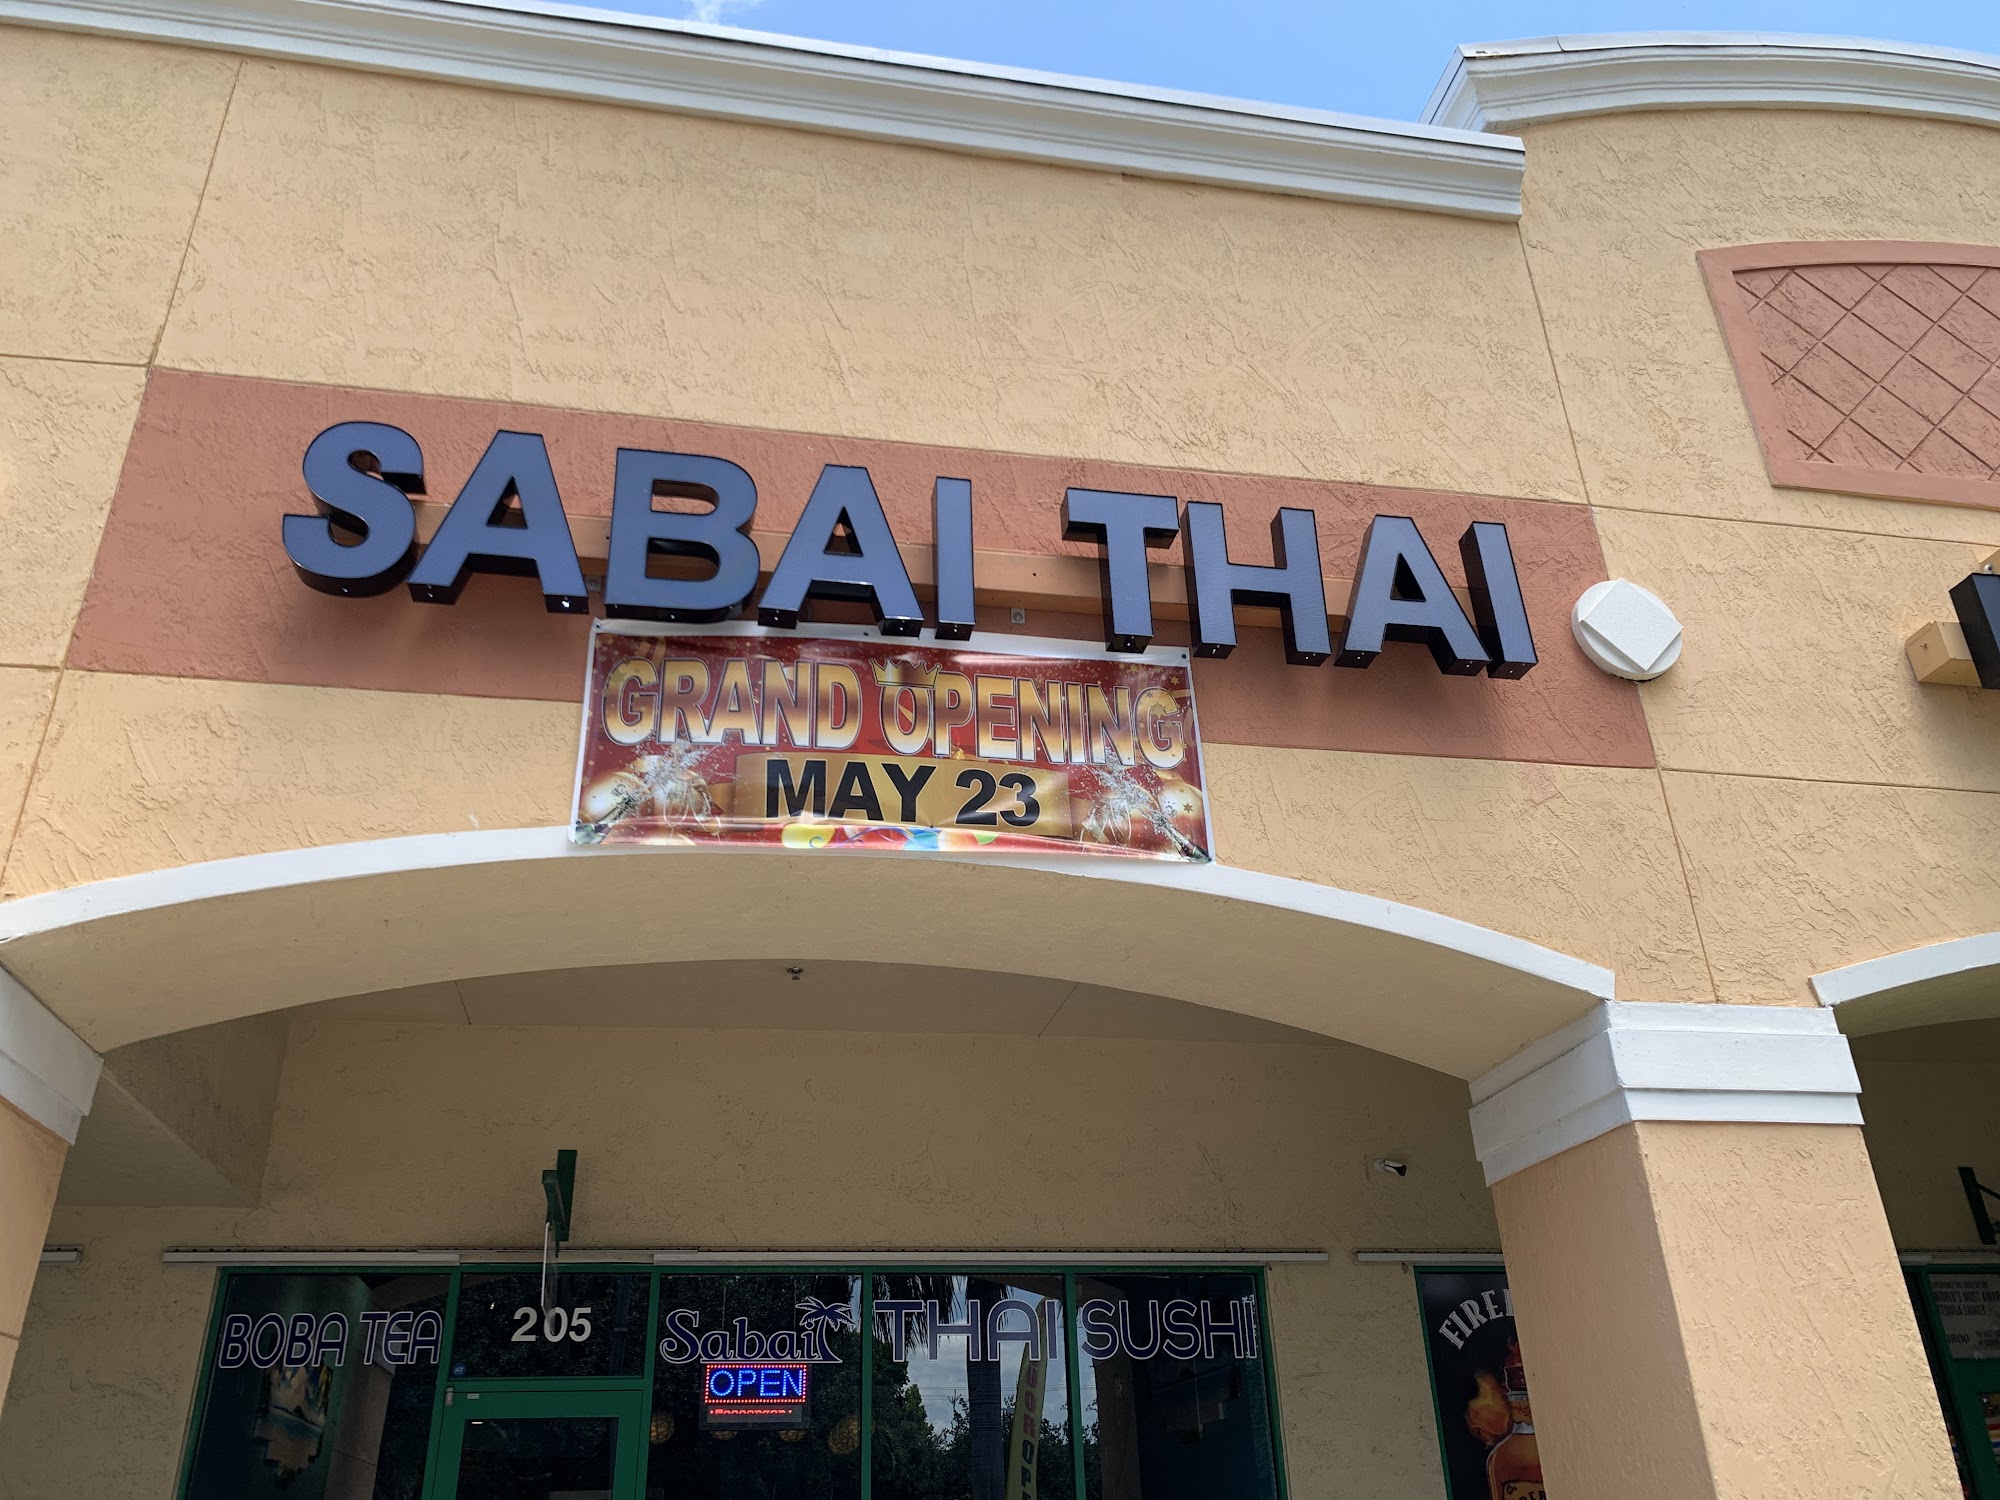 SABAI THAI
GRAND OPENING
MAY 23
BOBA TEA
205
Sabai THAI SUSHI
OPEN